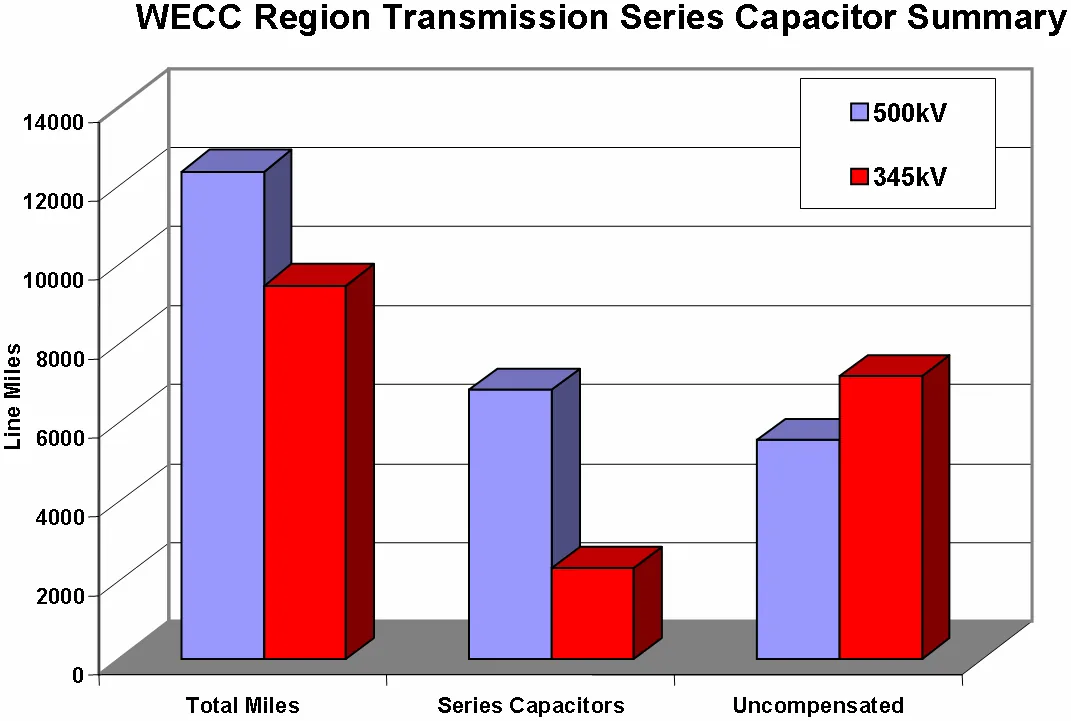 WECC Region Transmission Series Capacitor Summary
500kV
345kV
14000
12000
10000
8000
6000
4000
2000
0
Line Miles
Total Miles
Series Capacitors
Uncompensated